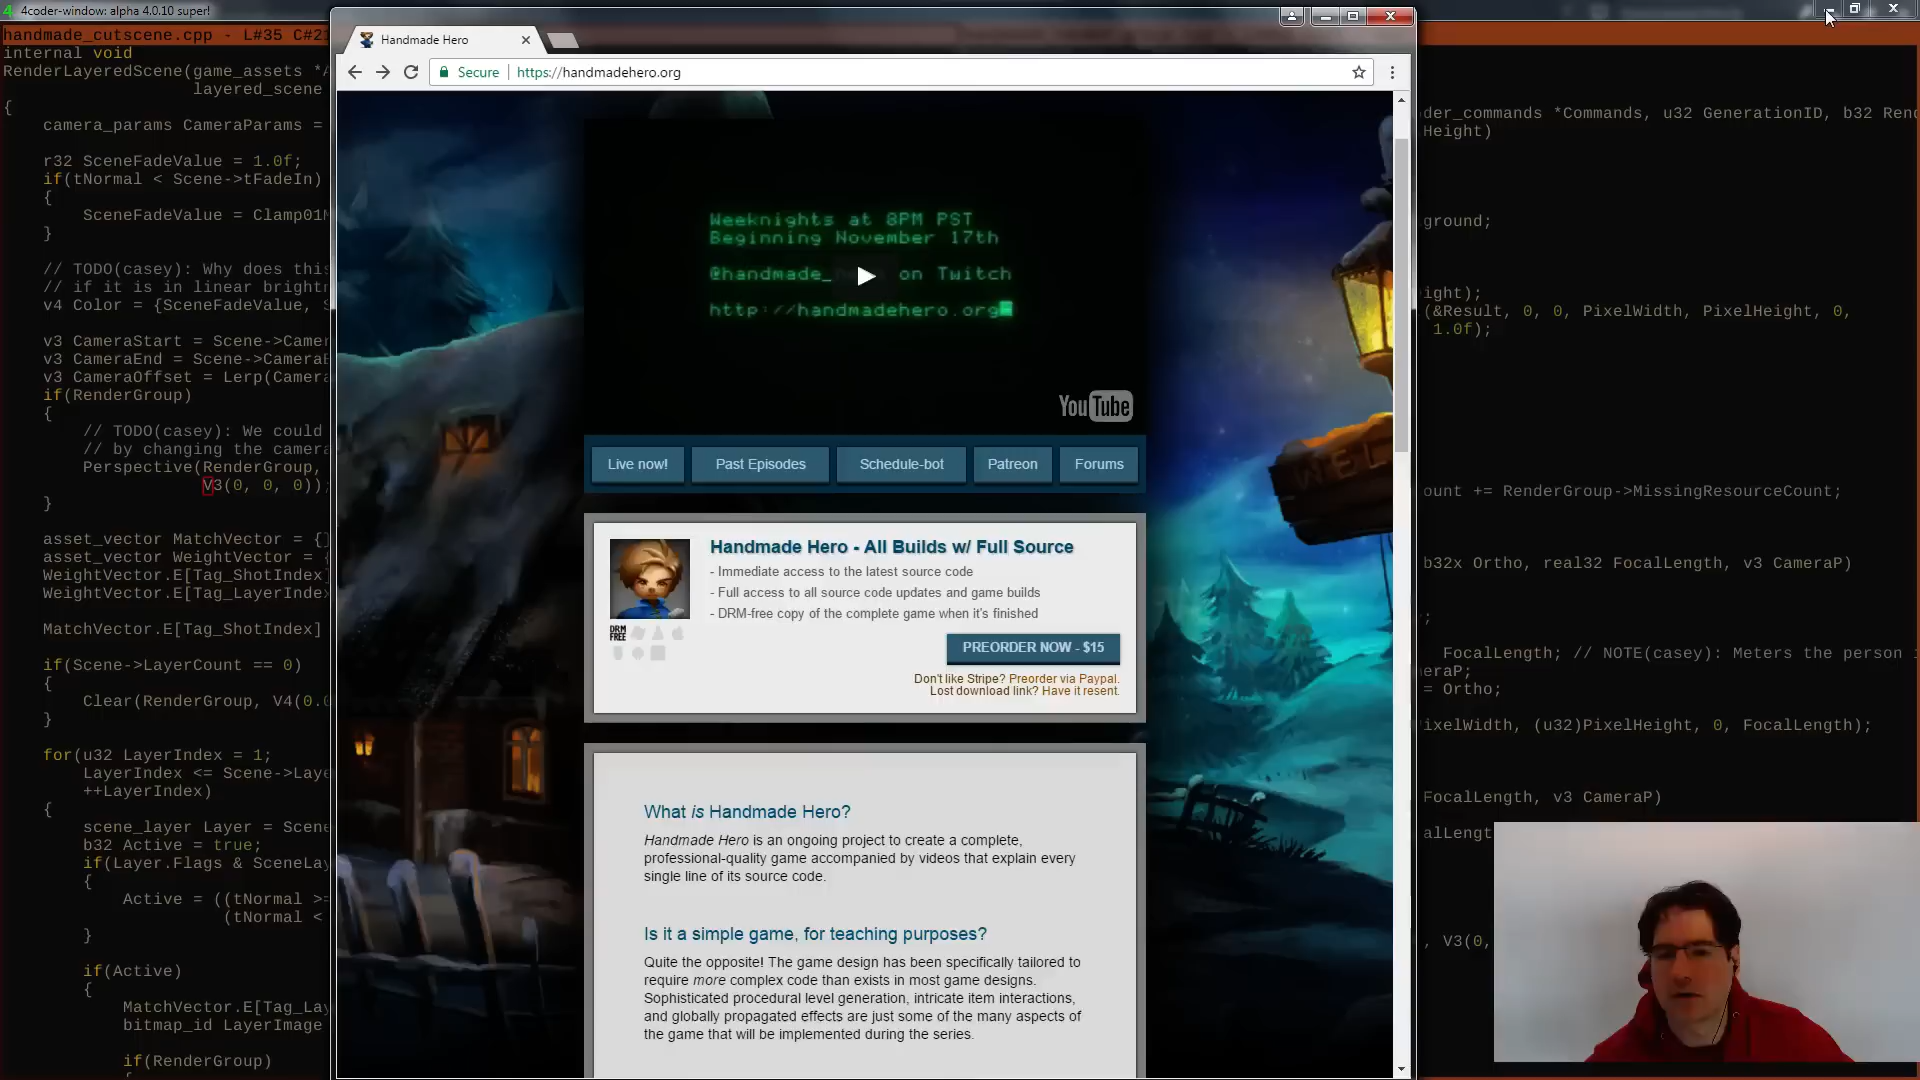 4coder-window: alpha 4.0.10 super!
handmade_cutscene.cpp - L#35 C#21
internal void
RenderLayeredScene(game_assets *
layered_scene
{
camera_params CameraParams =
r32 SceneFadeValue = 1.0f;
if(tNormal < Scene->tFadeIn)
{
SceneFadeValue = Clamp01M
}
// TODO(casey): Why does this
// if it is in linear bright
v4 Color = {SceneFadeValue, S
v3 CameraStart = Scene->Camer
v3 CameraEnd = Scene->CameraE
v3 CameraOffset = Lerp(Camera
if(RenderGroup)
{
// TODO(casey): We could
// by changing the camera
Perspective(RenderGroup,
V3(0, 0, 0));
}
asset_vector MatchVector = {}
asset_vector WeightVector = {
WeightVector.E[Tag_ShotIndex]
WeightVector.E[Tag_LayerIndex
MatchVector.E[Tag_ShotIndex]
if(Scene->LayerCount == 0)
{
Clear(RenderGroup, V4(0.0
}
for(u32 LayerIndex = 1;
LayerIndex <= Scene->Laye
++LayerIndex)
{
scene_layer Layer = Scene
b32 Active = true;
if(Layer.Flags & SceneLay
{
Active = ((tNormal >=
(tNormal <
}
if(Active)
{
MatchVector.E[Tag_Lay
bitmap_id LayerImage
if(RenderGroup)
{
Handmade Hero
Secure
https://handmadehero.org
Weeknights at 8PM PST
Beginning November 17th
@handmade_ on Twitch
http://handmadehero.org
YouTube
Live now!
Past Episodes
Schedule-bot
Patreon
Forums
Handmade Hero - All Builds w/ Full Source
- Immediate access to the latest source code
- Full access to all source code updates and game builds
- DRM-free copy of the complete game when it's finished
DRM
FREE
PREORDER NOW - $15
Don't like Stripe? Preorder via Paypal.
Lost download link? Have it resent.
What is Handmade Hero?
Handmade Hero is an ongoing project to create a complete,
professional-quality game accompanied by videos that explain every
single line of its source code.
Is it a simple game, for teaching purposes?
Quite the opposite! The game design has been specifically tailored to
require more complex code than exists in most game designs.
Sophisticated procedural level generation, intricate item interactions,
and globally propagated effects are just some of the many aspects of
the game that will be implemented during the series.
WEL
der_commands *Commands, u32 GenerationID, b32 Rend
Height)
ground;
ight);
(&Result, 0, 0, PixelWidth, PixelHeight, 0,
1.0f);
ount += RenderGroup->MissingResourceCount;
b32x Ortho, real32 FocalLength, v3 CameraP)
;
FocalLength; // NOTE(casey): Meters the person i
meraP;
= Ortho;
ixelWidth, (u32)PixelHeight, 0, FocalLength);
FocalLength, v3 CameraP)
alLengt
, V3(0,